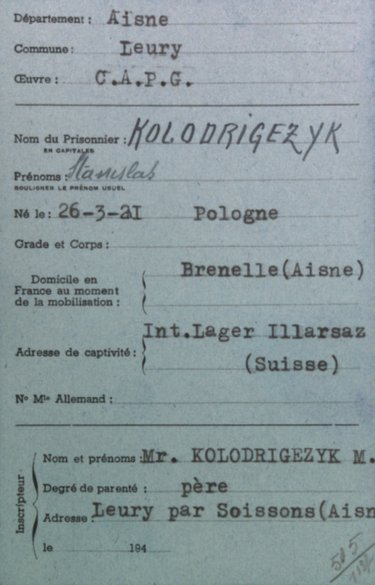 Département : Aisne
Commune : Leury
Œuvre : C.A.P.G.
Nom du Prisonnier : KOLODRIGEZYK
EN CAPITALES
Prénoms : Stanislas
SOULIGNER LE PRÉNOM USUEL
Né le : 26-3-21 Pologne
Grade et Corps :
Domicile en
France au moment
de la mobilisation :
Brenelle(Aisne)
Adresse de captivité :
Int.Lager Illarsaz
(Suisse)
No Mle Allemand :
Inscripteur
Nom et prénoms : Mr. KOLODRIGEZYK M.
Degré de parenté : père
Adresse : Leury par Soissons(Aisn
le 194